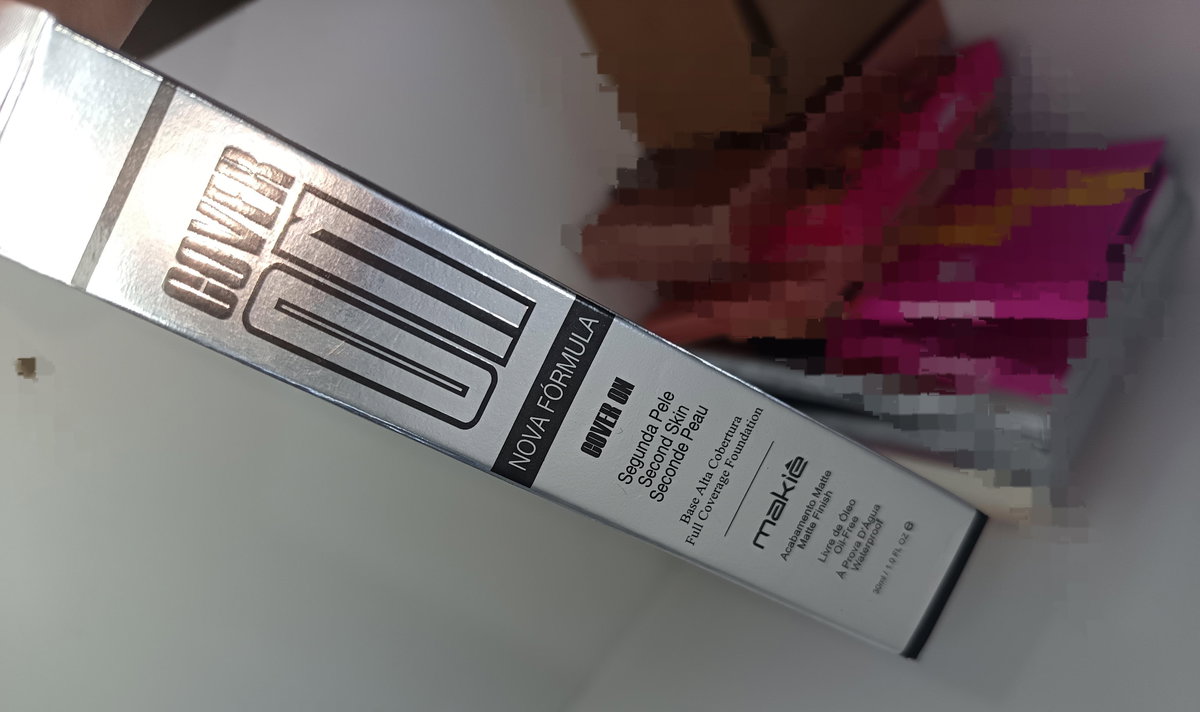 COVER
ON
NOVA FÓRMULA
COVER ON
Segunda Pele
Second Skin
Seconde Peau
Base Alta Cobertura
Full Coverage Foundation
makiê
Acabamento Matte
Matte Finish
Livre de Óleo
Oil-Free
À Prova D'Água
Waterproof
30ml / 1.0 FL OZ ℮